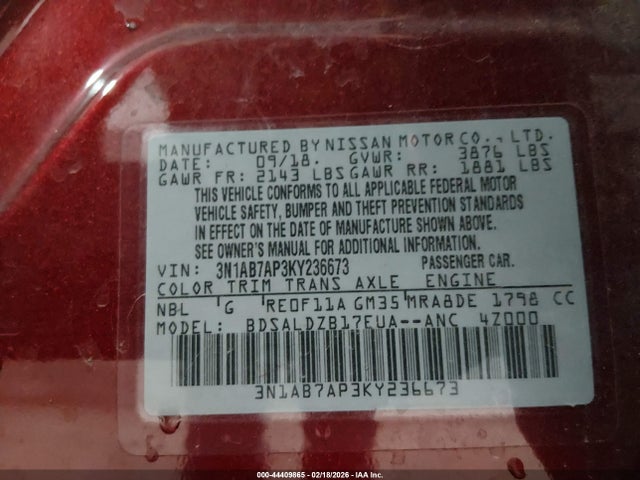 MANUFACTURED BY NISSAN MOTOR CO., LTD.
DATE: 09/18. GVWR: 3876 LBS
GAWR FR: 2143 LBS GAWR RR: 1881 LBS
THIS VEHICLE CONFORMS TO ALL APPLICABLE FEDERAL MOTOR
VEHICLE SAFETY, BUMPER AND THEFT PREVENTION STANDARDS
IN EFFECT ON THE DATE OF MANUFACTURE SHOWN ABOVE.
SEE OWNER'S MANUAL FOR ADDITIONAL INFORMATION.
VIN: 3N1AB7AP3KY236673 PASSENGER CAR.
COLOR TRIM TRANS AXLE ENGINE
NBL G RE0F11A GM35 MRA8DE 1798 CC
MODEL: BDSALDZB17EUA--ANC 4Z000
3N1AB7AP3KY236673
000-44409865 - 02/18/2026 - IAAI.COM